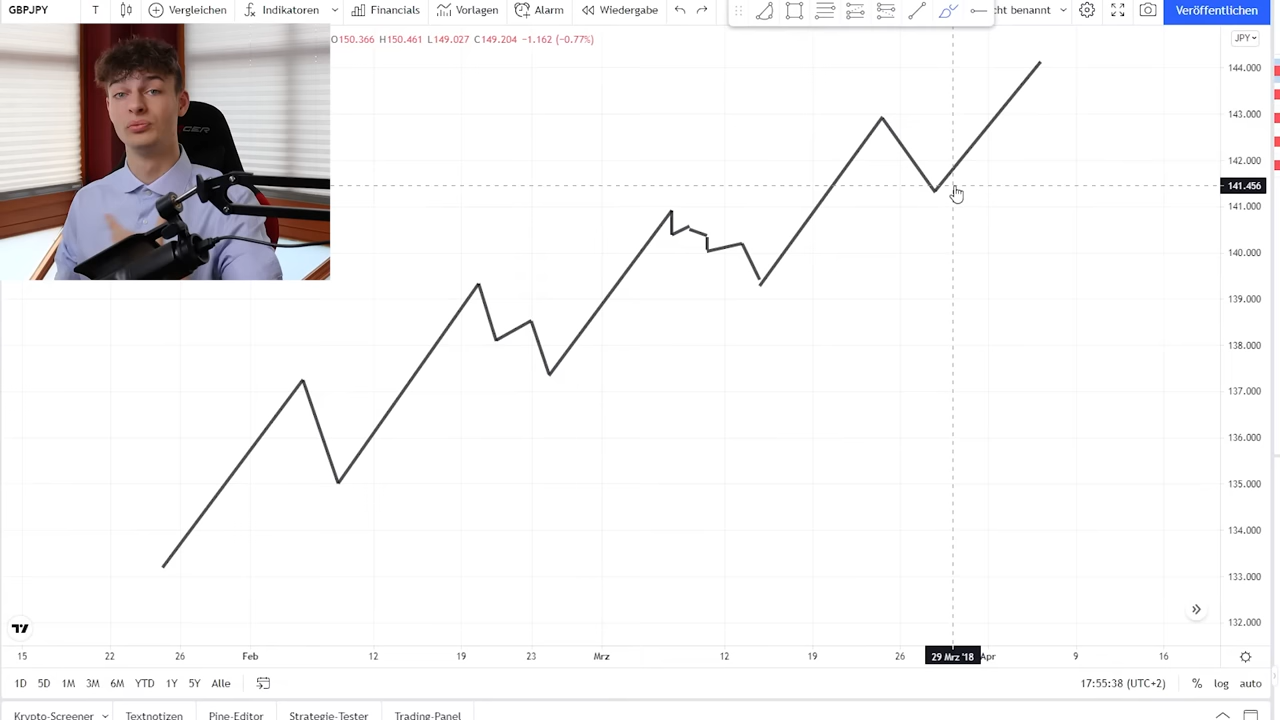 GBPJPY T Vergleichen Indikatoren Financials Vorlagen Alarm Wiedergabe cht benannt Veröffentlichen
O150.366 H150.461 L149.027 C149.204 −1.162 (−0.77%)
JPY
144.000
143.000
142.000
141.456
141.000
140.000
139.000
138.000
137.000
136.000
135.000
134.000
133.000
132.000
15 22 26 Feb 12 19 23 Mrz 12 19 26 29 Mrz '18 Apr 9 16
1D 5D 1M 3M 6M YTD 1Y 5Y Alle 17:55:38 (UTC+2) % log auto
Krypto-Screener Textnotizen Pine-Editor Strategie-Tester Trading-Panel